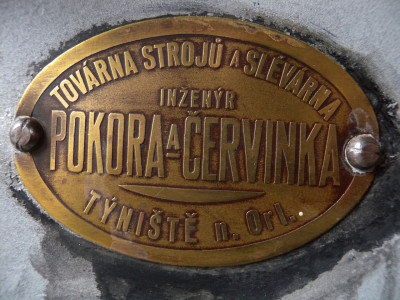 TOVÁRNA STROJŮ A SLÉVÁRNA
INŽENÝR
POKORA A ČERVINKA
TÝNIŠTĚ n. Orl.